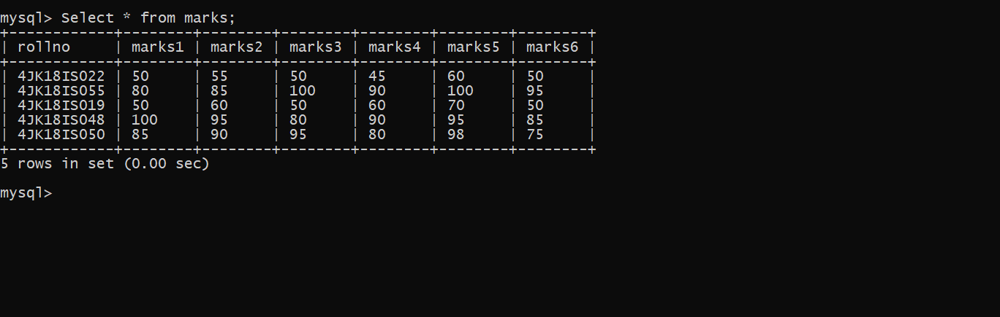 mysql> Select * from marks;
+------------+--------+--------+--------+--------+--------+--------+
| rollno     | marks1 | marks2 | marks3 | marks4 | marks5 | marks6 |
+------------+--------+--------+--------+--------+--------+--------+
| 4JK18IS022 | 50     | 55     | 50     | 45     | 60     | 50     |
| 4JK18IS055 | 80     | 85     | 100    | 90     | 100    | 95     |
| 4JK18IS019 | 50     | 60     | 50     | 60     | 70     | 50     |
| 4JK18IS048 | 100    | 95     | 80     | 90     | 95     | 85     |
| 4JK18IS050 | 85     | 90     | 95     | 80     | 98     | 75     |
+------------+--------+--------+--------+--------+--------+--------+
5 rows in set (0.00 sec)
mysql>